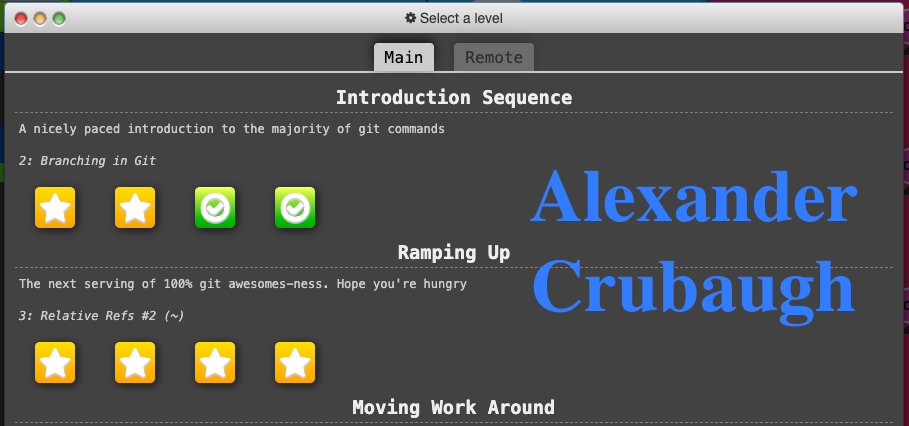 Select a level
Main Remote
Introduction Sequence
A nicely paced introduction to the majority of git commands
2: Branching in Git
Alexander
Crubaugh
Ramping Up
The next serving of 100% git awesomes-ness. Hope you're hungry
3: Relative Refs #2 (~)
Moving Work Around